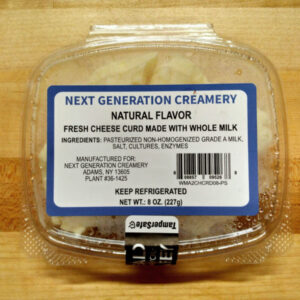 NEXT GENERATION CREAMERY
NATURAL FLAVOR
FRESH CHEESE CURD MADE WITH WHOLE MILK
INGREDIENTS: PASTEURIZED NON-HOMOGENIZED GRADE A MILK,
SALT, CULTURES, ENZYMES
MANUFACTURED FOR:
NEXT GENERATION CREAMERY
ADAMS, NY 13605
PLANT #36-1425
WMA2CHCRD08-PS
KEEP REFRIGERATED
NET WT.: 8 OZ. (227g)
TamperSafe